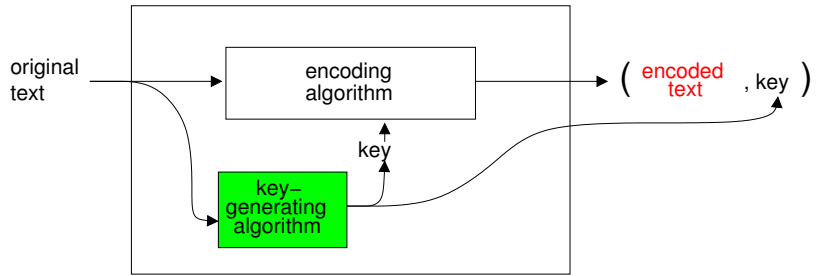 original
text
encoding
algorithm
( encoded
text , key )
key
key–
generating
algorithm